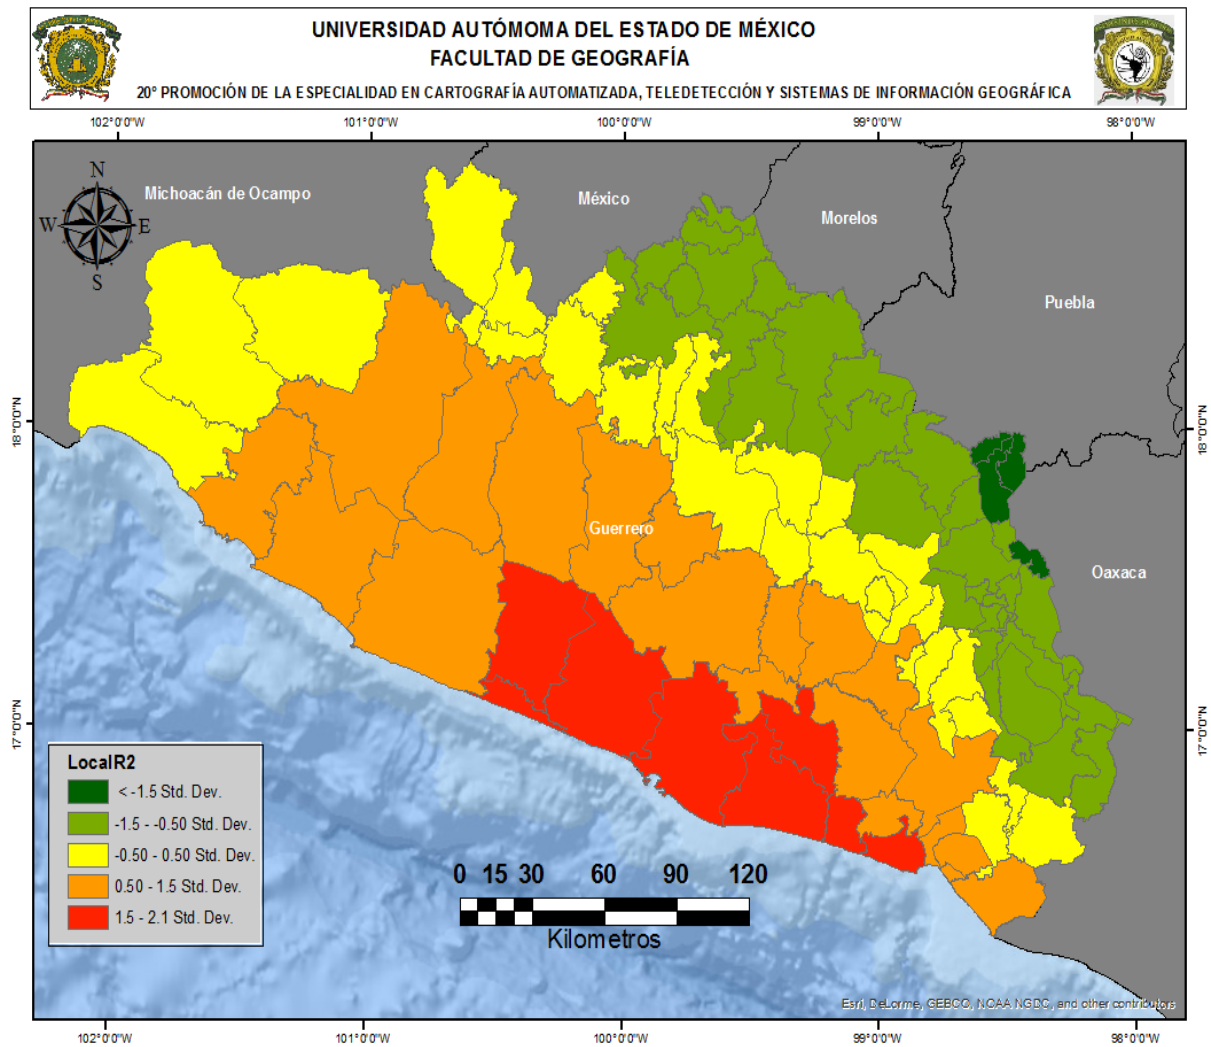 UNIVERSIDAD AUTÓMOMA DEL ESTADO DE MÉXICO
FACULTAD DE GEOGRAFÍA
20° PROMOCIÓN DE LA ESPECIALIDAD EN CARTOGRAFÍA AUTOMATIZADA, TELEDETECCIÓN Y SISTEMAS DE INFORMACIÓN GEOGRÁFICA
102°0'0"W 101°0'0"W 100°0'0"W 99°0'0"W 98°0'0"W
N
W E
S
Michoacán de Ocampo
México
Morelos
Puebla
18°0'0"N 18°0'0"N
Guerrero
Oaxaca
17°0'0"N 17°0'0"N
LocalR2
< -1.5 Std. Dev.
-1.5 - -0.50 Std. Dev.
-0.50 - 0.50 Std. Dev.
0.50 - 1.5 Std. Dev.
1.5 - 2.1 Std. Dev.
0 15 30 60 90 120
Kilometros
Esri, DeLorme, GEBCO, NOAA NGDC, and other contributors
102°0'0"W 101°0'0"W 100°0'0"W 99°0'0"W 98°0'0"W